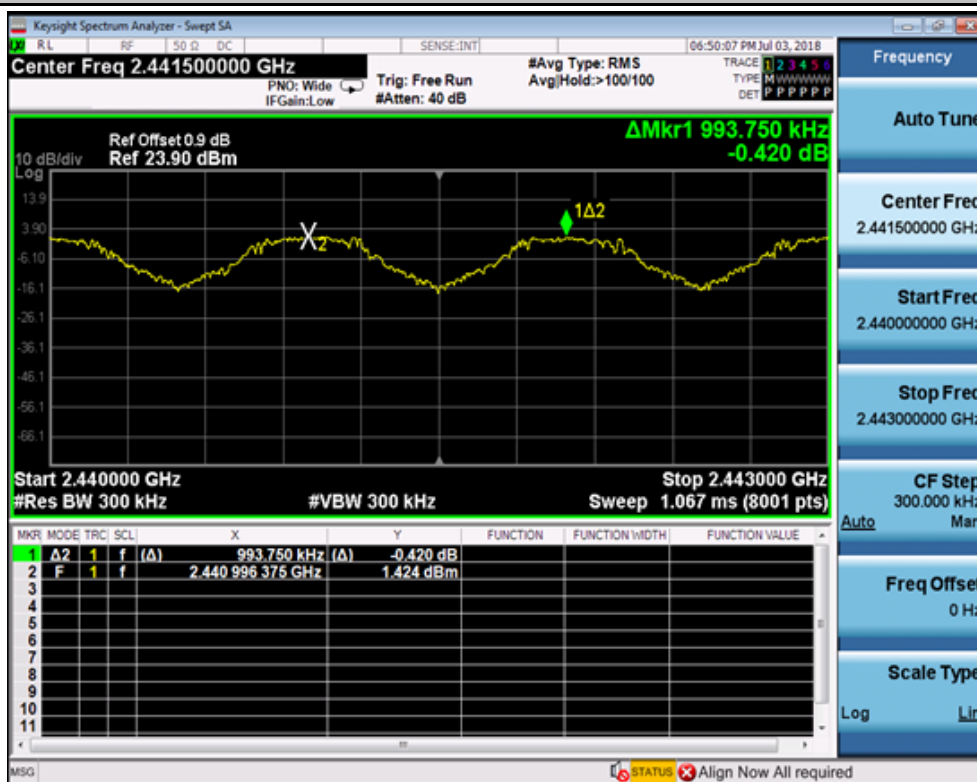 Keysight Spectrum Analyzer - Swept SA
RL RF 50 Ω DC SENSE:INT 06:50:07 PM Jul 03, 2018
Center Freq 2.441500000 GHz
PNO: Wide
IFGain:Low
Trig: Free Run
#Atten: 40 dB
#Avg Type: RMS
Avg|Hold:>100/100
TRACE 1 2 3 4 5 6
TYPE M W W W W W
DET P P P P P P
ΔMkr1 993.750 kHz
-0.420 dB
Ref Offset 0.9 dB
10 dB/div Ref 23.90 dBm
Log
13.9
3.90
-6.10
-16.1
-26.1
-36.1
-46.1
-56.1
-66.1
1Δ2
X2
Start 2.440000 GHz Stop 2.443000 GHz
#Res BW 300 kHz #VBW 300 kHz Sweep 1.067 ms (8001 pts)
MKR MODE TRC SCL X Y FUNCTION FUNCTION WIDTH FUNCTION VALUE
1 Δ2 1 f (Δ) 993.750 kHz (Δ) -0.420 dB
2 F 1 f 2.440 996 375 GHz 1.424 dBm
3
4
5
6
7
8
9
10
11
MSG STATUS Align Now All required
Frequency
Auto Tune
Center Freq
2.441500000 GHz
Start Freq
2.440000000 GHz
Stop Freq
2.443000000 GHz
CF Step
300.000 kHz
Auto Man
Freq Offset
0 Hz
Scale Type
Log Lin